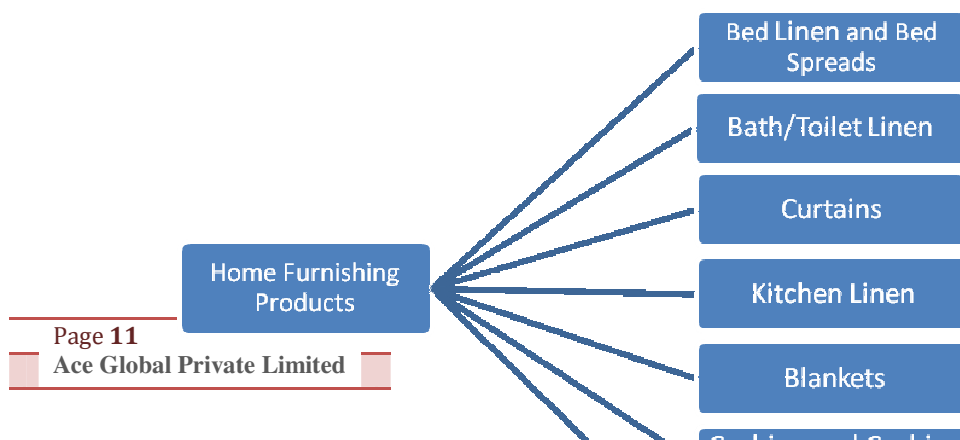 Bed Linen and Bed
Spreads
Bath/Toilet Linen
Curtains
Home Furnishing
Products
Kitchen Linen
Page 11
Ace Global Private Limited
Blankets